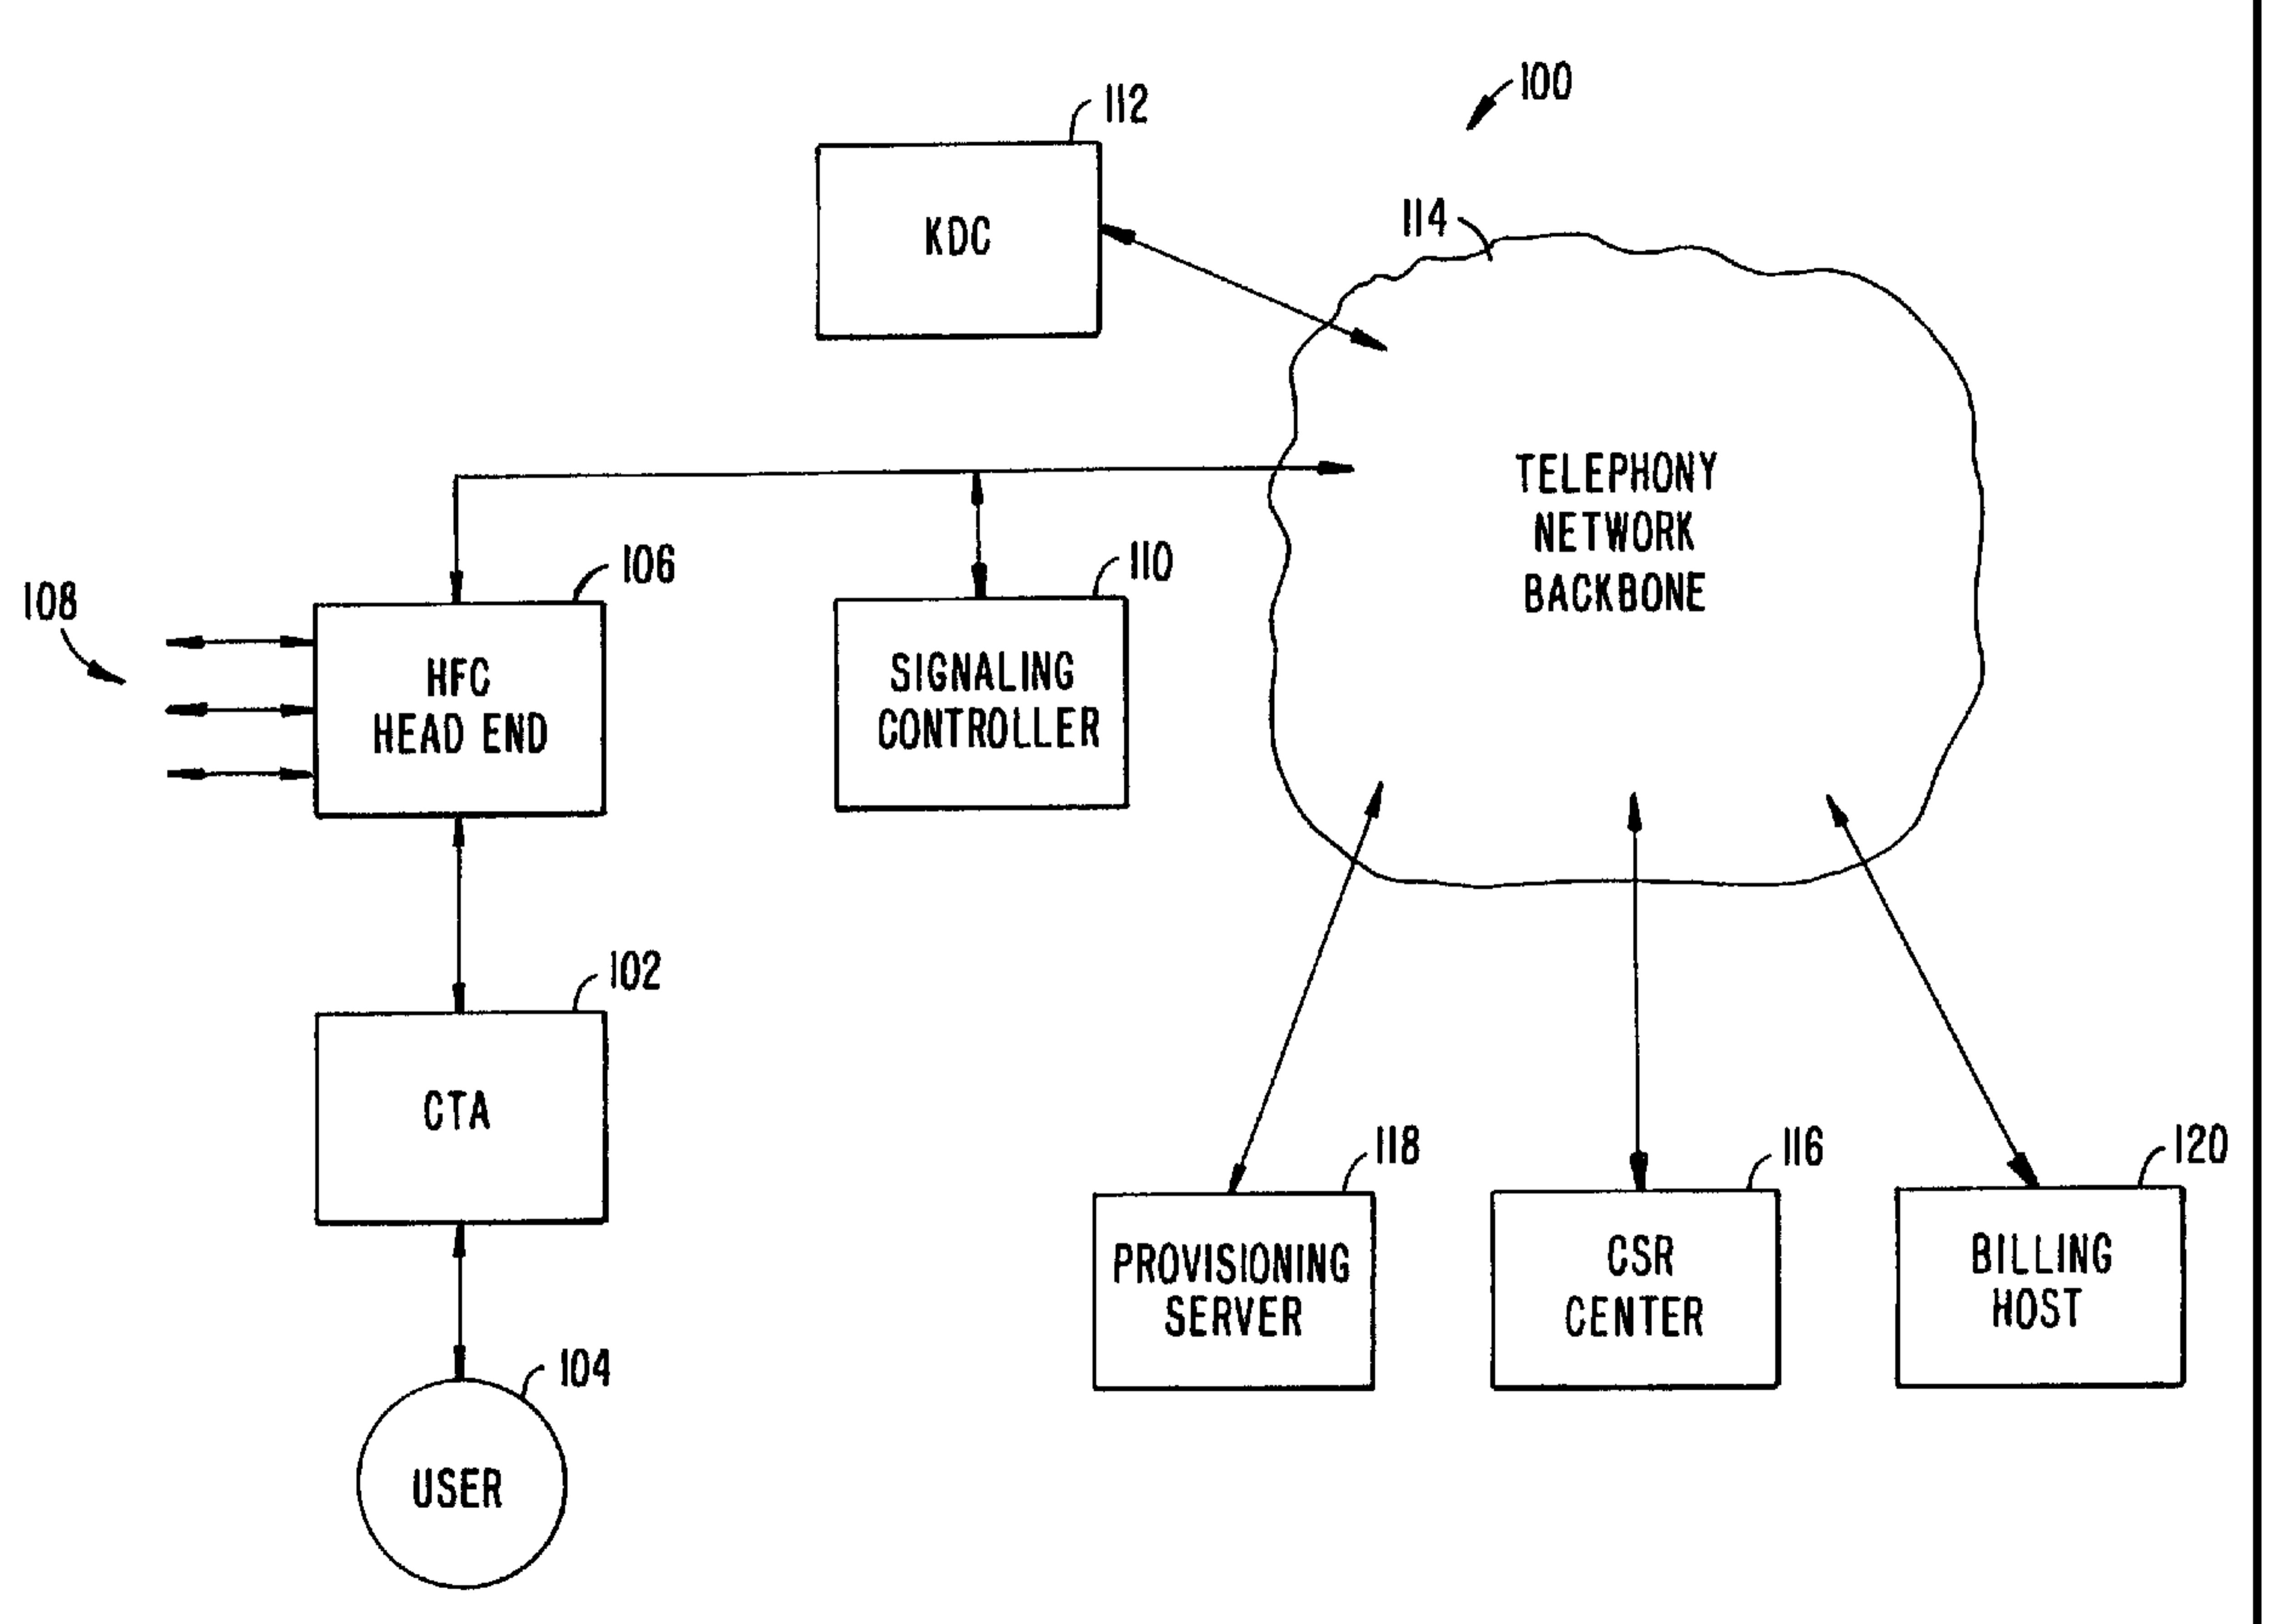 100
112
KDC
114
TELEPHONY
NETWORK
BACKBONE
106
110
108
HFC
HEAD END
SIGNALING
CONTROLLER
102
CTA
118
116
120
PROVISIONING
SERVER
CSR
CENTER
BILLING
HOST
104
USER